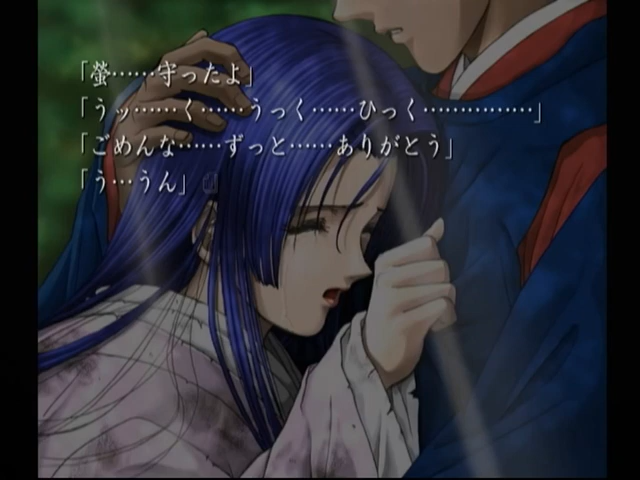 「螢……守ったよ」
「うッ……く……うっく……ひっく……………」
「ごめんな……ずっと……ありがとう」
「う…うん」